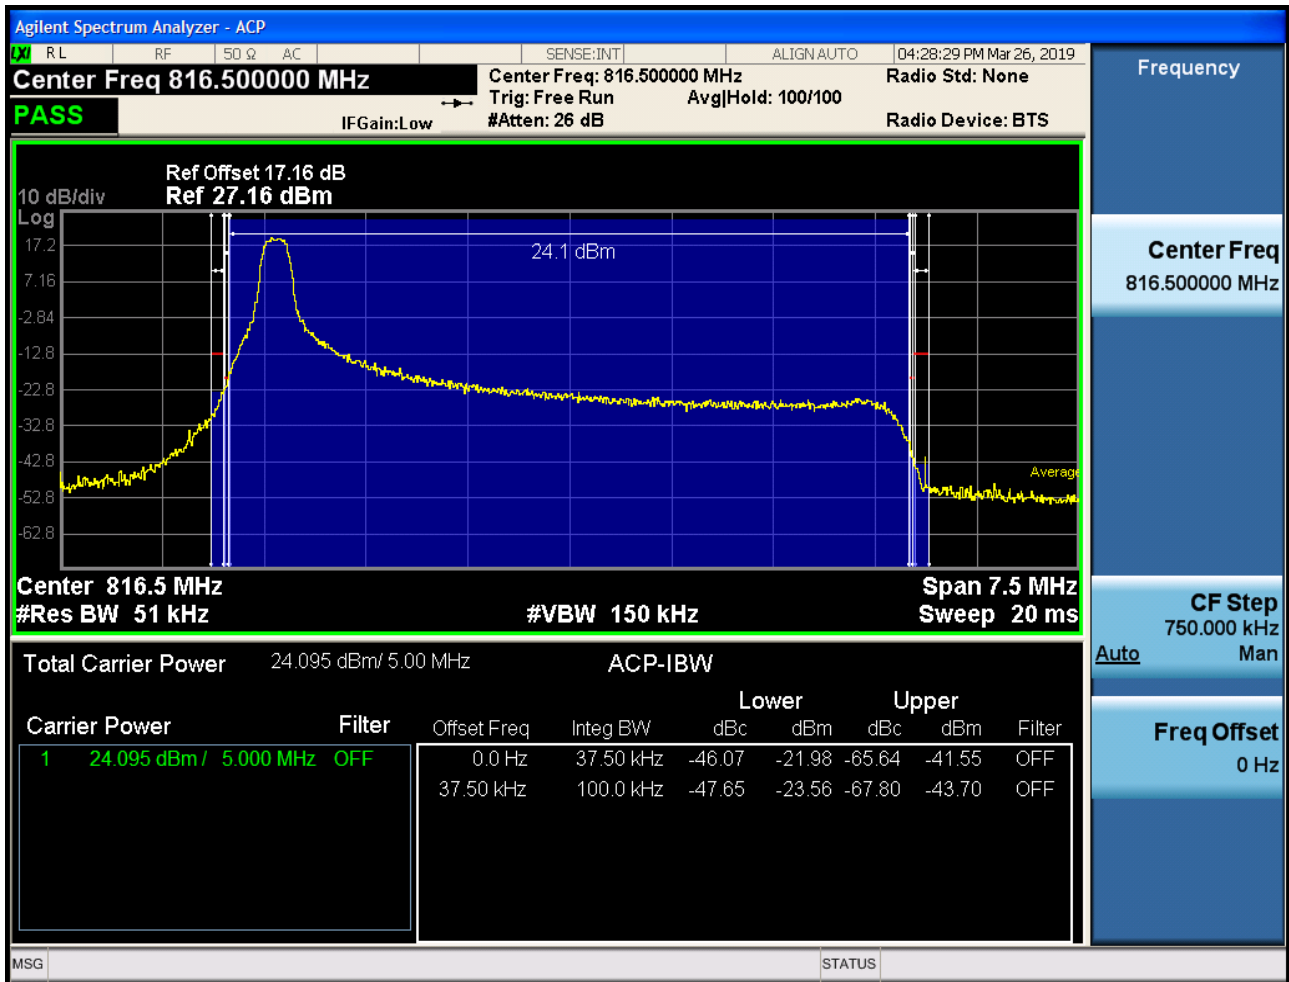 Agilent Spectrum Analyzer - ACP
LXI RL RF 50 Ω AC SENSE:INT ALIGN AUTO 04:28:29 PM Mar 26, 2019
Center Freq 816.500000 MHz
PASS
IFGain:Low
Center Freq: 816.500000 MHz
Trig: Free Run Avg|Hold: 100/100
#Atten: 26 dB
Radio Std: None
Radio Device: BTS
Ref Offset 17.16 dB
10 dB/div Ref 27.16 dBm
Log
17.2
7.16
-2.84
-12.8
-22.8
-32.8
-42.8
-52.8
-62.8
24.1 dBm
Average
Center 816.5 MHz Span 7.5 MHz
#Res BW 51 kHz #VBW 150 kHz Sweep 20 ms
Total Carrier Power 24.095 dBm/ 5.00 MHz ACP-IBW
Lower Upper
Carrier Power Filter Offset Freq Integ BW dBc dBm dBc dBm Filter
1 24.095 dBm / 5.000 MHz OFF 0.0 Hz 37.50 kHz -46.07 -21.98 -65.64 -41.55 OFF
37.50 kHz 100.0 kHz -47.65 -23.56 -67.80 -43.70 OFF
MSG STATUS
Frequency
Center Freq
816.500000 MHz
CF Step
750.000 kHz
Auto Man
Freq Offset
0 Hz